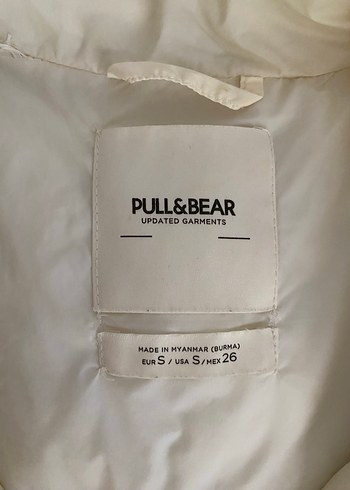 PULL&BEAR
UPDATED GARMENTS
MADE IN MYANMAR (BURMA)
EUR S / USA S / MEX 26